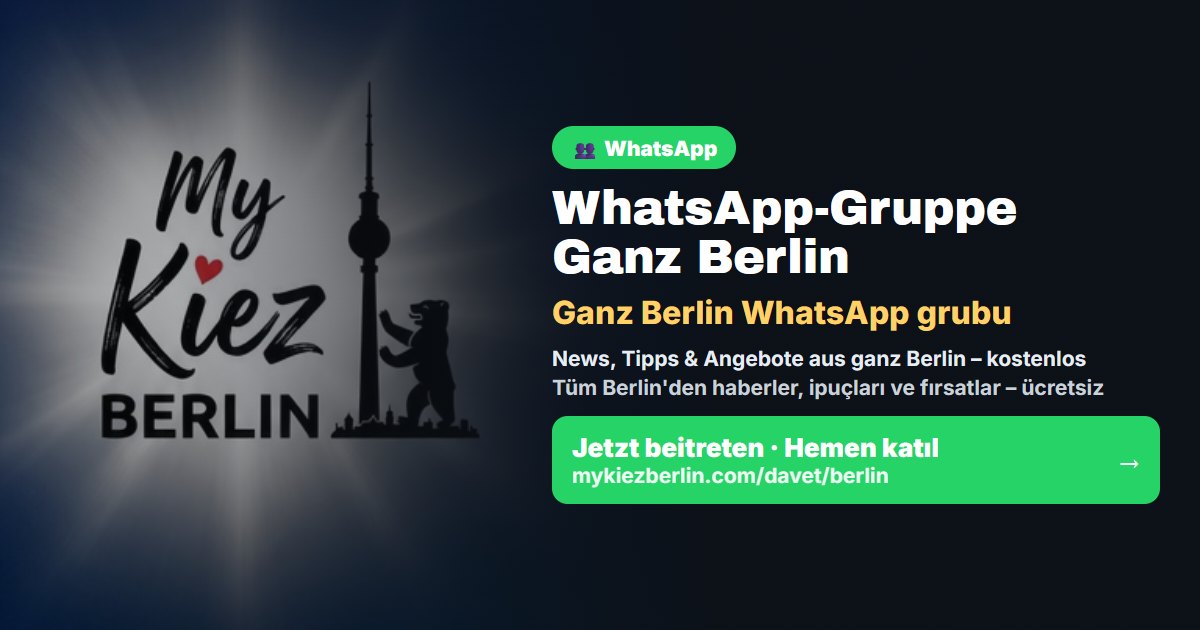 My
Kiez
BERLIN
WhatsApp
WhatsApp-Gruppe
Ganz Berlin
Ganz Berlin WhatsApp grubu
News, Tipps & Angebote aus ganz Berlin – kostenlos
Tüm Berlin'den haberler, ipuçları ve fırsatlar – ücretsiz
Jetzt beitreten · Hemen katıl
mykiezberlin.com/davet/berlin
→